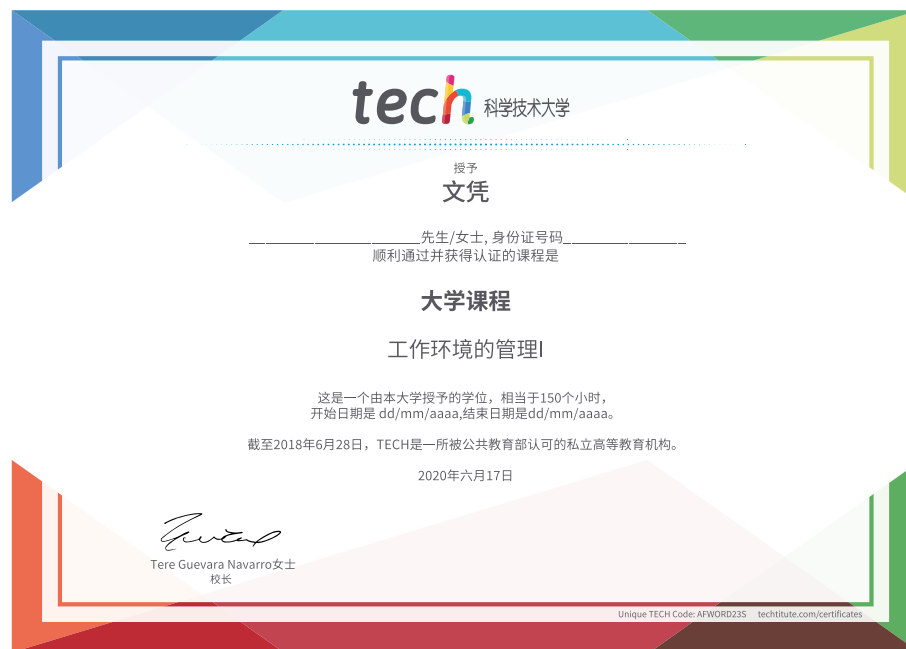 tech 科学技术大学
授予
文凭
______________________先生/女士, 身份证号码________________
顺利通过并获得认证的课程是
大学课程
工作环境的管理I
这是一个由本大学授予的学位，相当于150个小时，
开始日期是 dd/mm/aaaa,结束日期是dd/mm/aaaa。
截至2018年6月28日，TECH是一所被公共教育部认可的私立高等教育机构。
2020年六月17日
Tere Guevara Navarro女士
校长
Unique TECH Code: AFWORD23S techtitute.com/certificates